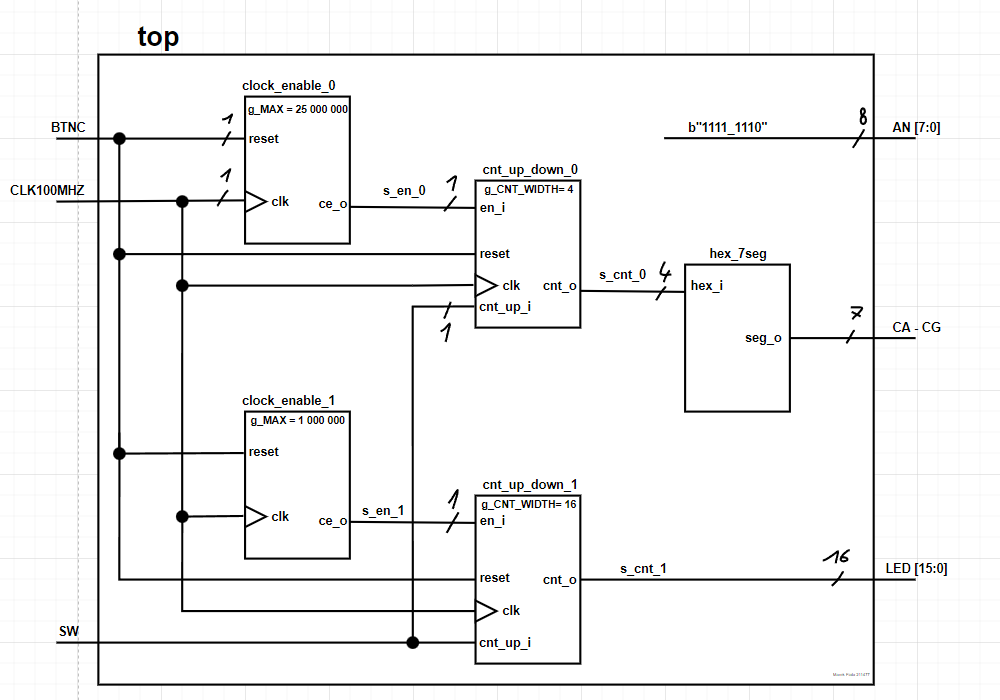 top
clock_enable_0
g_MAX = 25 000 000
BTNC
1
reset
b"1111_1110"
8
AN [7:0]
CLK100MHZ
1
clk
ce_o
s_en_0
1
cnt_up_down_0
g_CNT_WIDTH= 4
en_i
reset
clk
cnt_o
cnt_up_i
1
s_cnt_0
4
hex_7seg
hex_i
seg_o
7
CA - CG
clock_enable_1
g_MAX = 1 000 000
reset
clk
ce_o
s_en_1
1
cnt_up_down_1
g_CNT_WIDTH= 16
en_i
reset
cnt_o
clk
cnt_up_i
s_cnt_1
16
LED [15:0]
SW